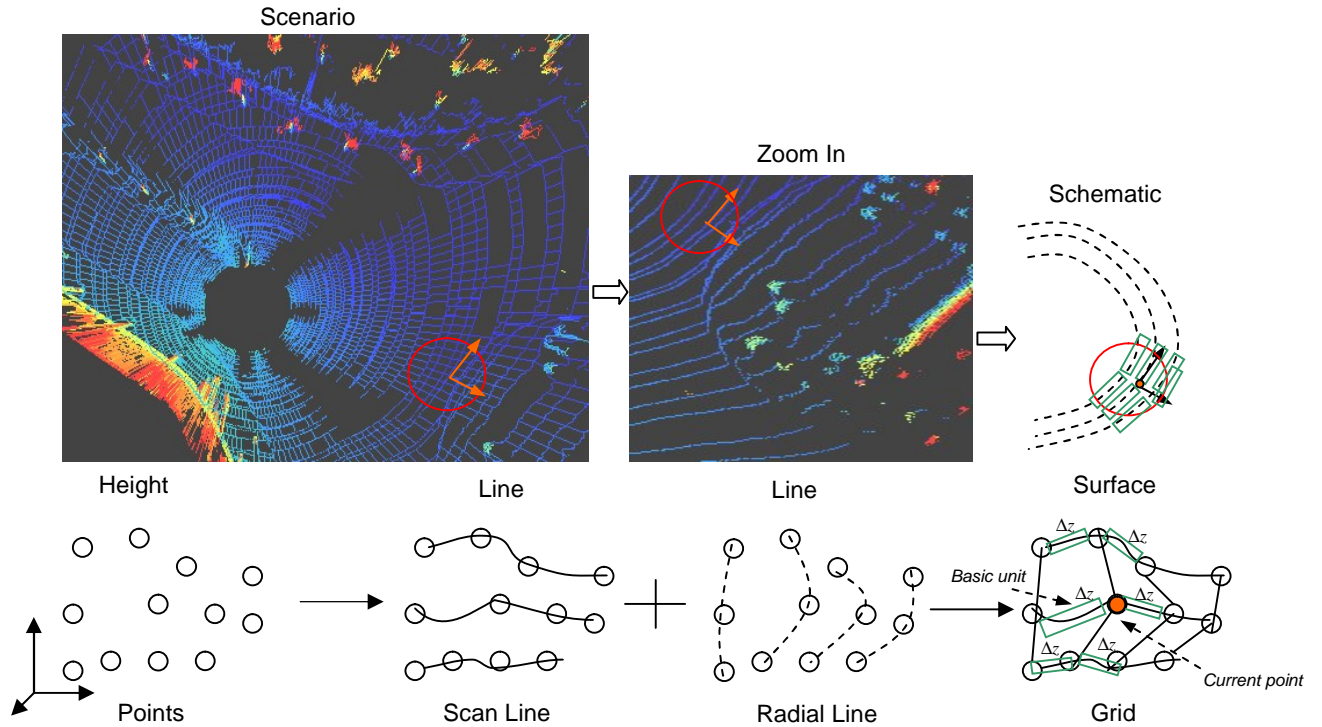 Scenario
Zoom In
Schematic
Height
Line
Line
Surface
Δz
Δz
Basic unit
Δz
Δz
Δz
Δz
Current point
Points
Scan Line
Radial Line
Grid